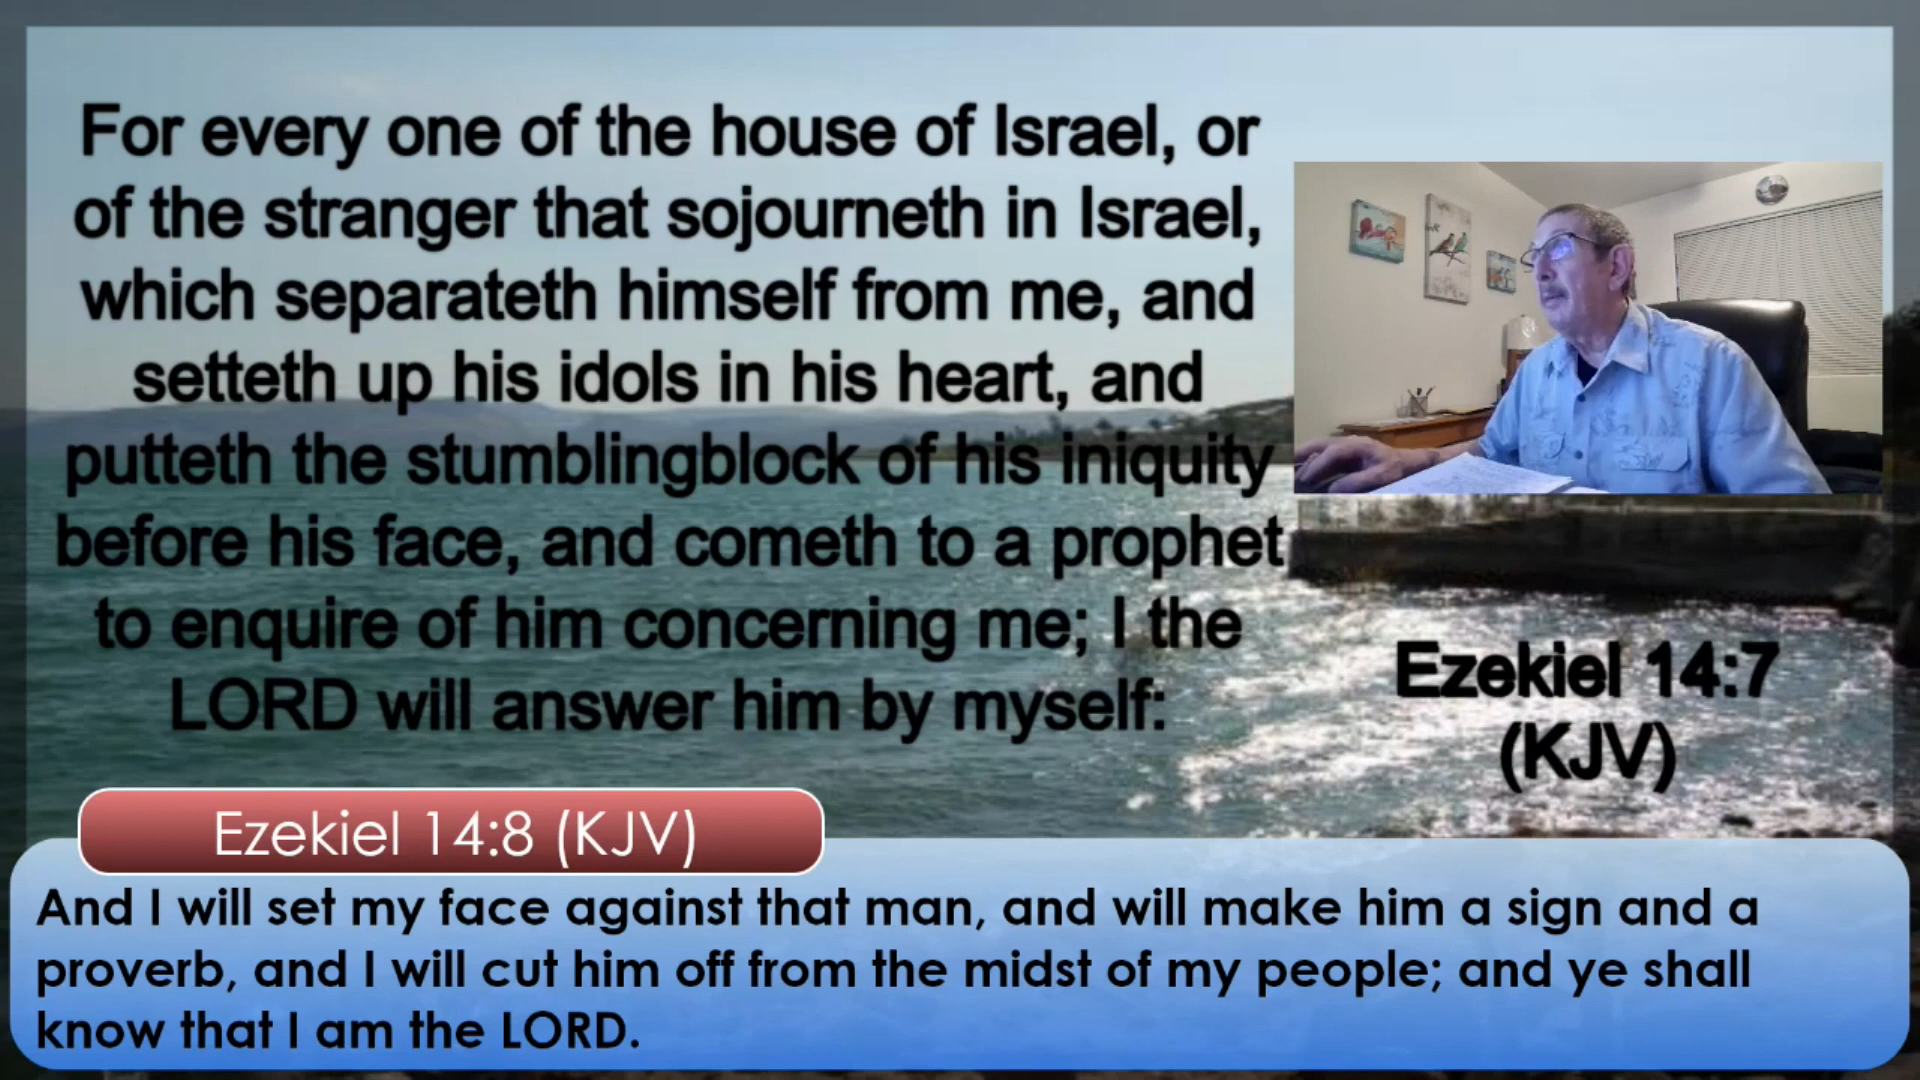 For every one of the house of Israel, or
of the stranger that sojourneth in Israel,
which separateth himself from me, and
setteth up his idols in his heart, and
putteth the stumblingblock of his iniquity
before his face, and cometh to a prophet
to enquire of him concerning me; I the
LORD will answer him by myself:
Ezekiel 14:7
(KJV)
Ezekiel 14:8 (KJV)
And I will set my face against that man, and will make him a sign and a
proverb, and I will cut him off from the midst of my people; and ye shall
know that I am the LORD.